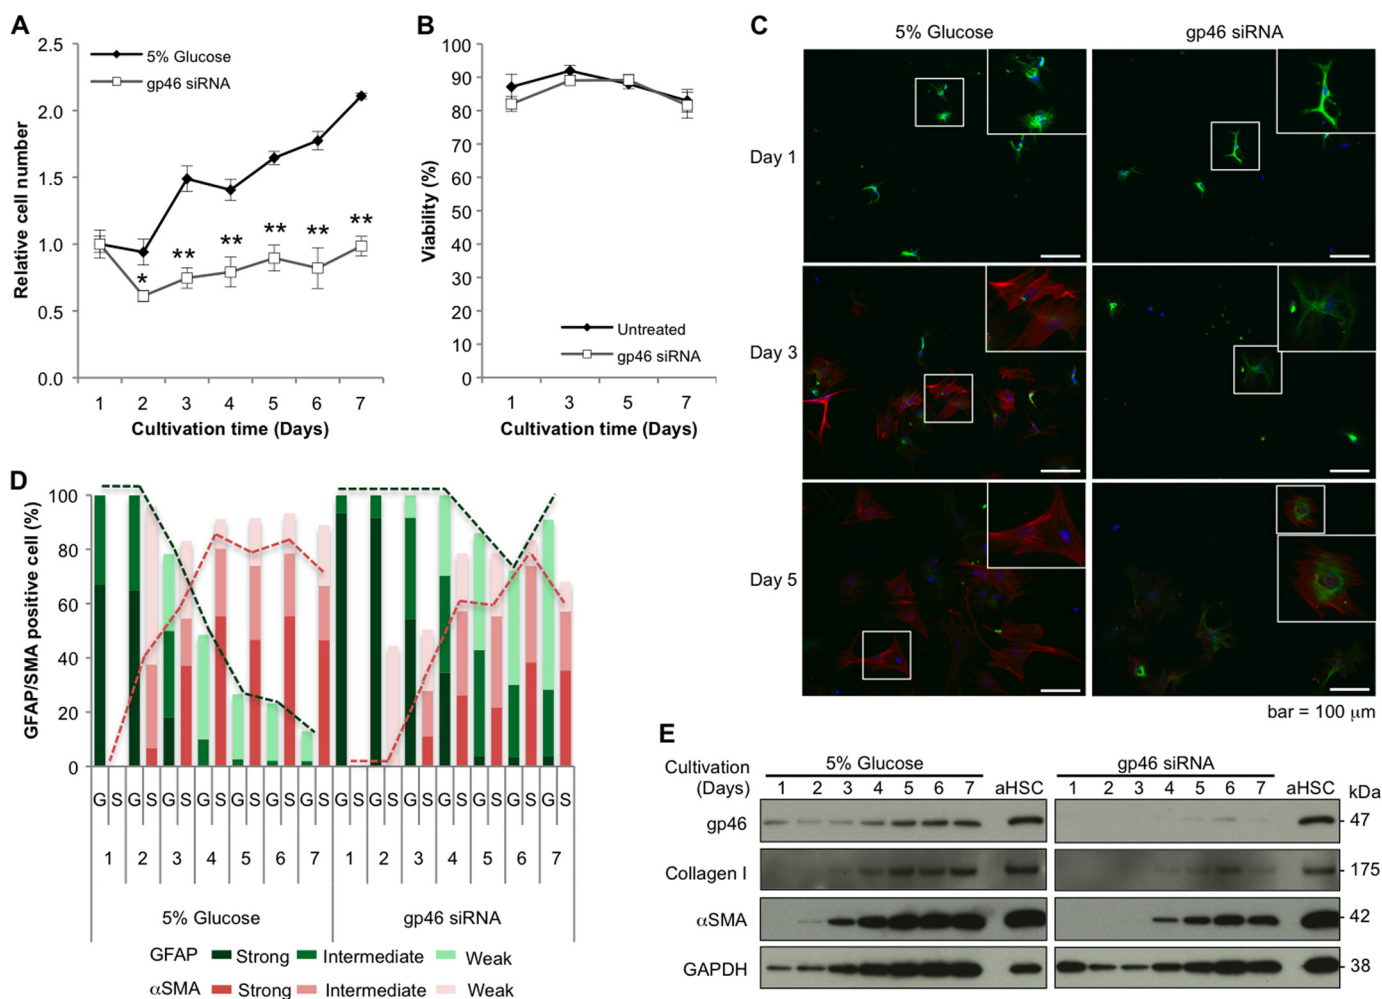 A
2.5
2.0
1.5
1.0
0.5
0.0
Relative cell number
5% Glucose
gp46 siRNA
*
**
**
**
**
**
1 2 3 4 5 6 7
Cultivation time (Days)
B
100
90
80
70
60
50
40
30
20
10
0
Viability (%)
Untreated
gp46 siRNA
1 3 5 7
Cultivation time (Days)
C
5% Glucose
gp46 siRNA
Day 1
Day 3
Day 5
bar = 100 μm
D
100
80
60
40
20
0
GFAP/SMA positive cell (%)
G S G S G S G S G S G S G S G S G S G S G S G S G S G S
1 2 3 4 5 6 7 1 2 3 4 5 6 7
5% Glucose gp46 siRNA
GFAP Strong Intermediate Weak
αSMA Strong Intermediate Weak
E
Cultivation
(Days)
5% Glucose
1 2 3 4 5 6 7 aHSC
gp46 siRNA
1 2 3 4 5 6 7 aHSC
kDa
gp46
47
Collagen I
175
αSMA
42
GAPDH
38